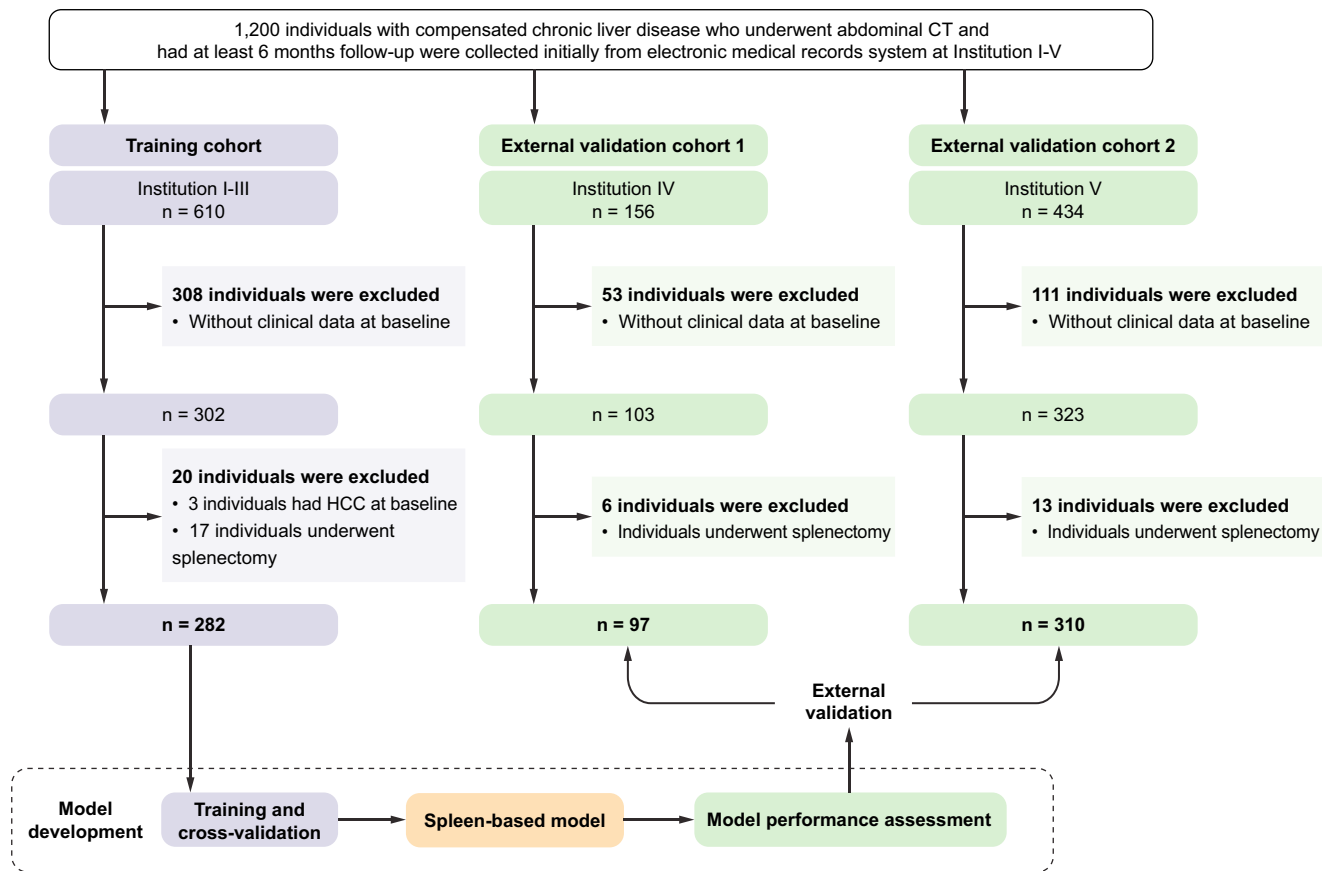 1,200 individuals with compensated chronic liver disease who underwent abdominal CT and
had at least 6 months follow-up were collected initially from electronic medical records system at Institution I-V
Training cohort
Institution I-III
n = 610
308 individuals were excluded
• Without clinical data at baseline
n = 302
20 individuals were excluded
• 3 individuals had HCC at baseline
• 17 individuals underwent
splenectomy
n = 282
External validation cohort 1
Institution IV
n = 156
53 individuals were excluded
• Without clinical data at baseline
n = 103
6 individuals were excluded
• Individuals underwent splenectomy
n = 97
External validation cohort 2
Institution V
n = 434
111 individuals were excluded
• Without clinical data at baseline
n = 323
13 individuals were excluded
• Individuals underwent splenectomy
n = 310
External
validation
Model
development
Training and
cross-validation
Spleen-based model
Model performance assessment